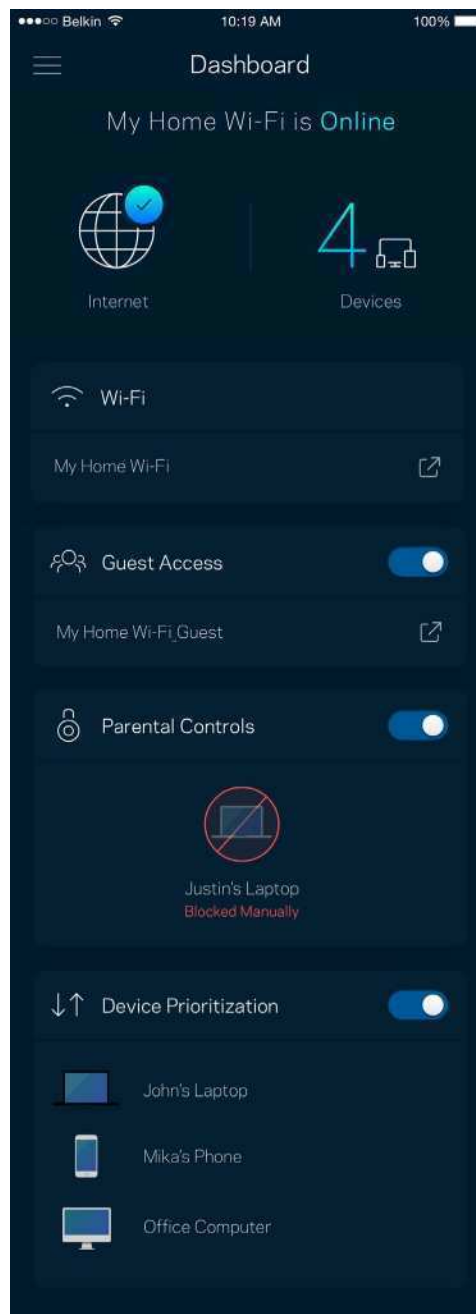 Belkin 10:19 AM 100%
Dashboard
My Home Wi-Fi is Online
4
Internet Devices
Wi-Fi
My Home Wi-Fi
Guest Access
My Home Wi-Fi_Guest
Parental Controls
Justin's Laptop
Blocked Manually
Device Prioritization
John's Laptop
Mika's Phone
Office Computer